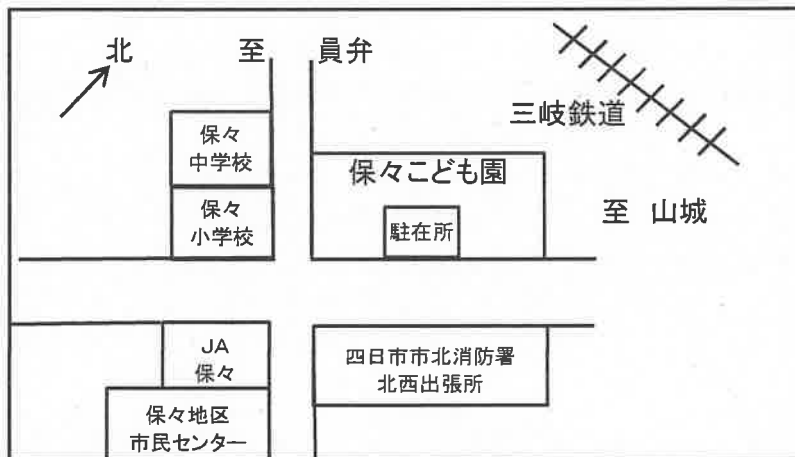 北
至 員弁
三岐鉄道
保々
中学校
保々こども園
保々
小学校
駐在所
至 山城
JA
保々
四日市市北消防署
北西出張所
保々地区
市民センター